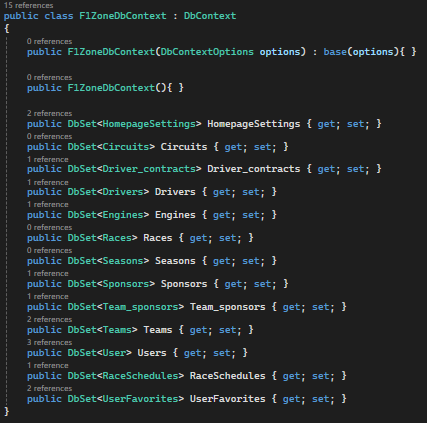 15 references
public class F1ZoneDbContext : DbContext
{
0 references
public F1ZoneDbContext(DbContextOptions options) : base(options){ }
0 references
public F1ZoneDbContext(){ }
2 references
public DbSet<HomepageSettings> HomepageSettings { get; set; }
0 references
public DbSet<Circuits> Circuits { get; set; }
1 reference
public DbSet<Driver_contracts> Driver_contracts { get; set; }
1 reference
public DbSet<Drivers> Drivers { get; set; }
1 reference
public DbSet<Engines> Engines { get; set; }
0 references
public DbSet<Races> Races { get; set; }
0 references
public DbSet<Seasons> Seasons { get; set; }
1 reference
public DbSet<Sponsors> Sponsors { get; set; }
1 reference
public DbSet<Team_sponsors> Team_sponsors { get; set; }
2 references
public DbSet<Teams> Teams { get; set; }
3 references
public DbSet<User> Users { get; set; }
1 reference
public DbSet<RaceSchedules> RaceSchedules { get; set; }
2 references
public DbSet<UserFavorites> UserFavorites { get; set; }
}